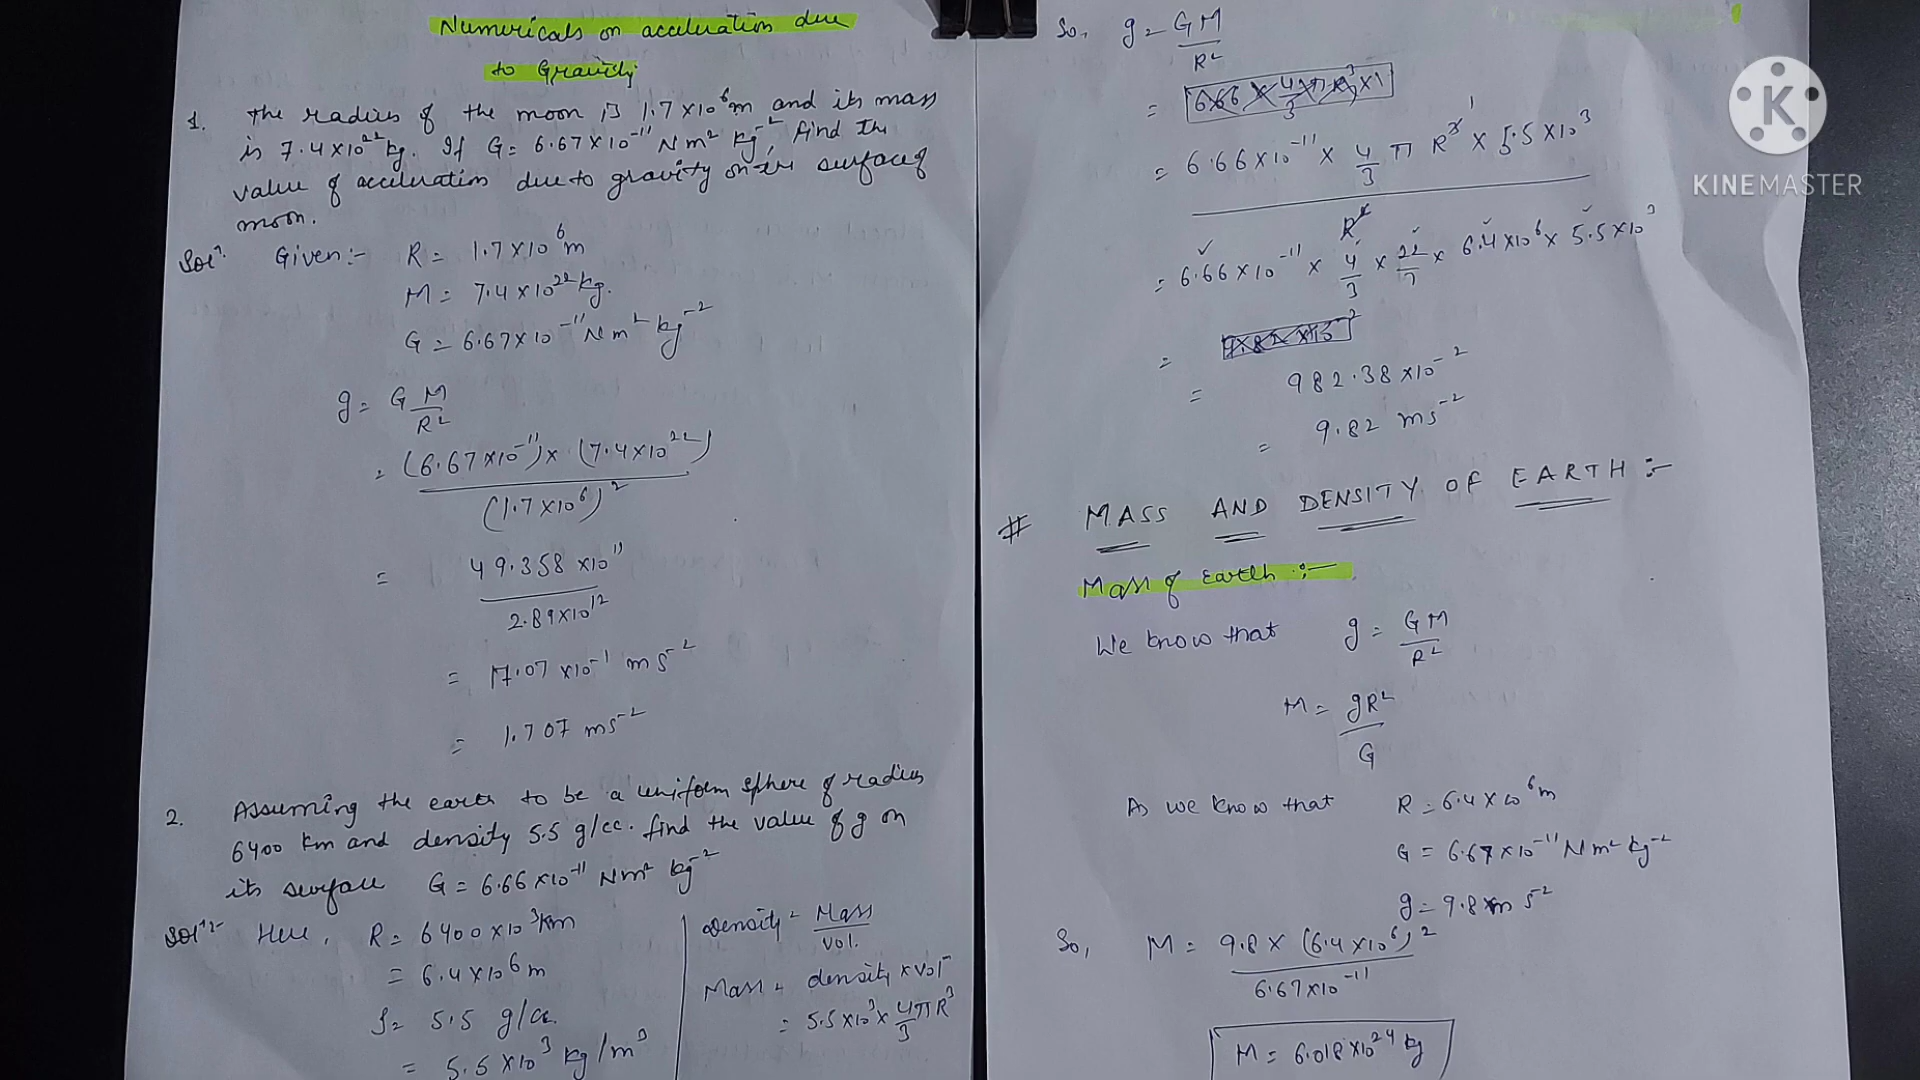 Numericals on acceleration due
to Gravity
1. The radius of the moon is 1.7 × 10⁶ m and its mass
is 7.4 × 10²² kg. If G = 6.67 × 10⁻¹¹ N m² kg⁻², find the
value of acceleration due to gravity on the surface of
moon.
Solⁿ. Given:- R = 1.7 × 10⁶ m
M = 7.4 × 10²² kg.
G = 6.67 × 10⁻¹¹ N m² kg⁻²
g = G M / R²
= (6.67 × 10⁻¹¹) × (7.4 × 10²²) / (1.7 × 10⁶)²
= 49.358 × 10¹¹ / 2.89 × 10¹²
= 17.07 × 10⁻¹ m s⁻²
= 1.707 ms⁻²
2. Assuming the earth to be a uniform sphere of radius
6400 km and density 5.5 g/cc. find the value of g on
its surface G = 6.66 × 10⁻¹¹ Nm² kg⁻²
Solⁿ:- Here, R = 6400 × 10³ km
= 6.4 × 10⁶ m
ρ = 5.5 g/cc.
= 5.5 × 10³ kg/m³
Density = Mass / Vol.
Mass = density × vol
= 5.5 × 10³ × 4/3 πR³
So, g = G M / R²
=
= 6.66 × 10⁻¹¹ × 4/3 π R³ × 5.5 × 10³ / R²
= 6.66 × 10⁻¹¹ × 4/3 × 22/7 × 6.4 × 10⁶ × 5.5 × 10³
=
= 982.38 × 10⁻²
= 9.82 ms⁻²
# MASS AND DENSITY OF EARTH :-
Mass of Earth :-
We know that g = GM / R²
M = gR² / G
As we know that R = 6.4 × 10⁶ m
G = 6.67 × 10⁻¹¹ N m² kg⁻²
g = 9.8 m s⁻²
So, M = 9.8 × (6.4 × 10⁶)² / 6.67 × 10⁻¹¹
M = 6.018 × 10²⁴ kg
K
KINEMASTER